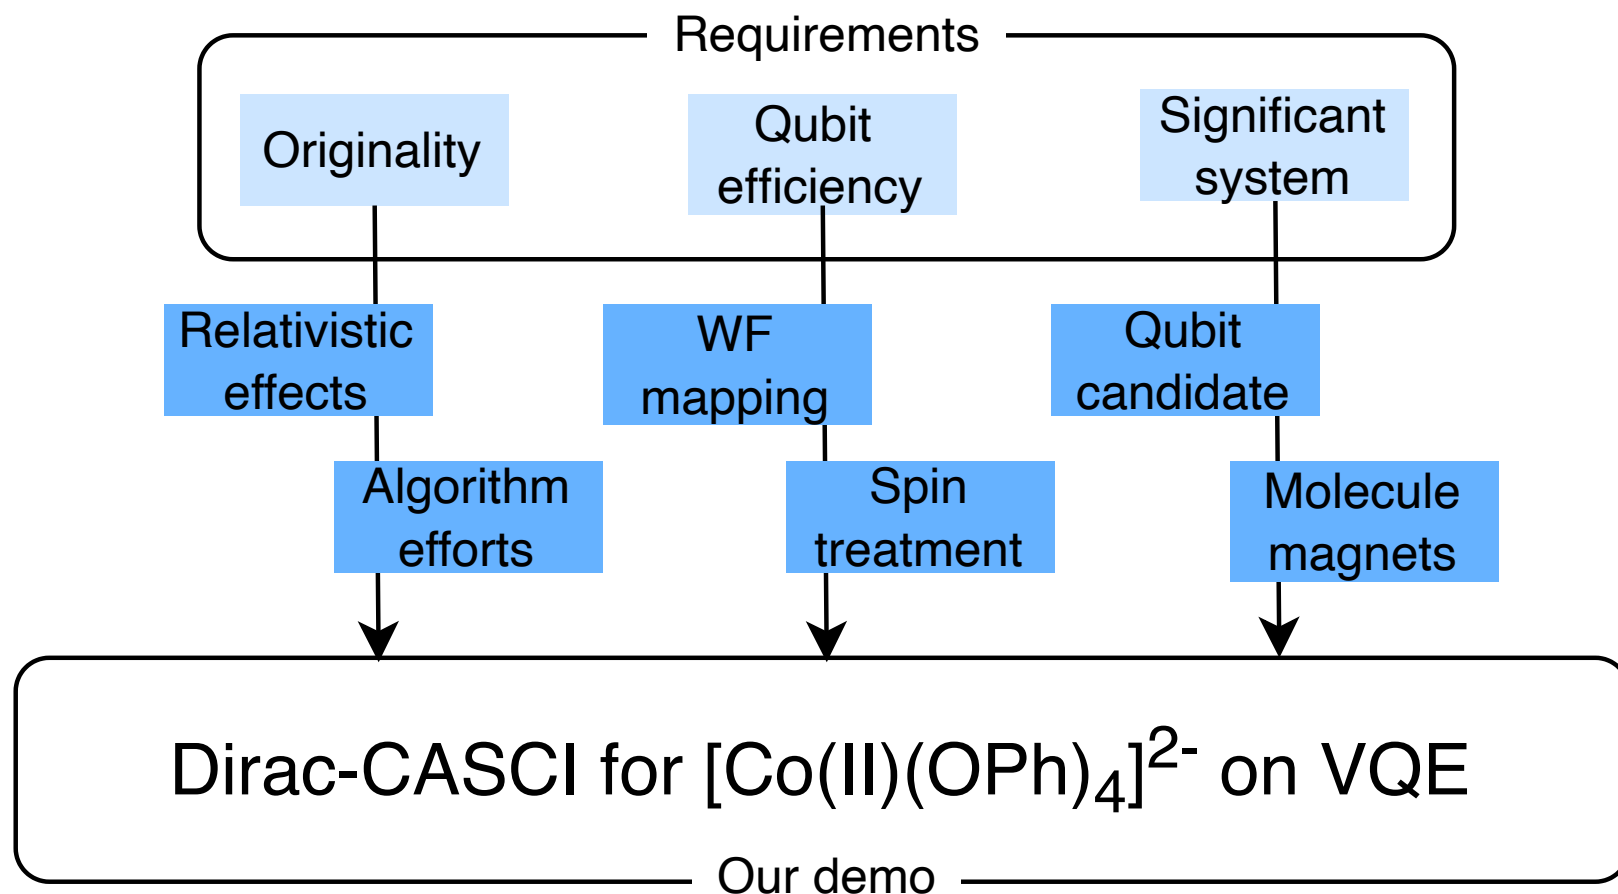 Requirements
Originality
Qubit
efficiency
Significant
system
Relativistic
effects
WF
mapping
Qubit
candidate
Algorithm
efforts
Spin
treatment
Molecule
magnets
Dirac-CASCI for [Co(II)(OPh)₄]²⁻ on VQE
Our demo